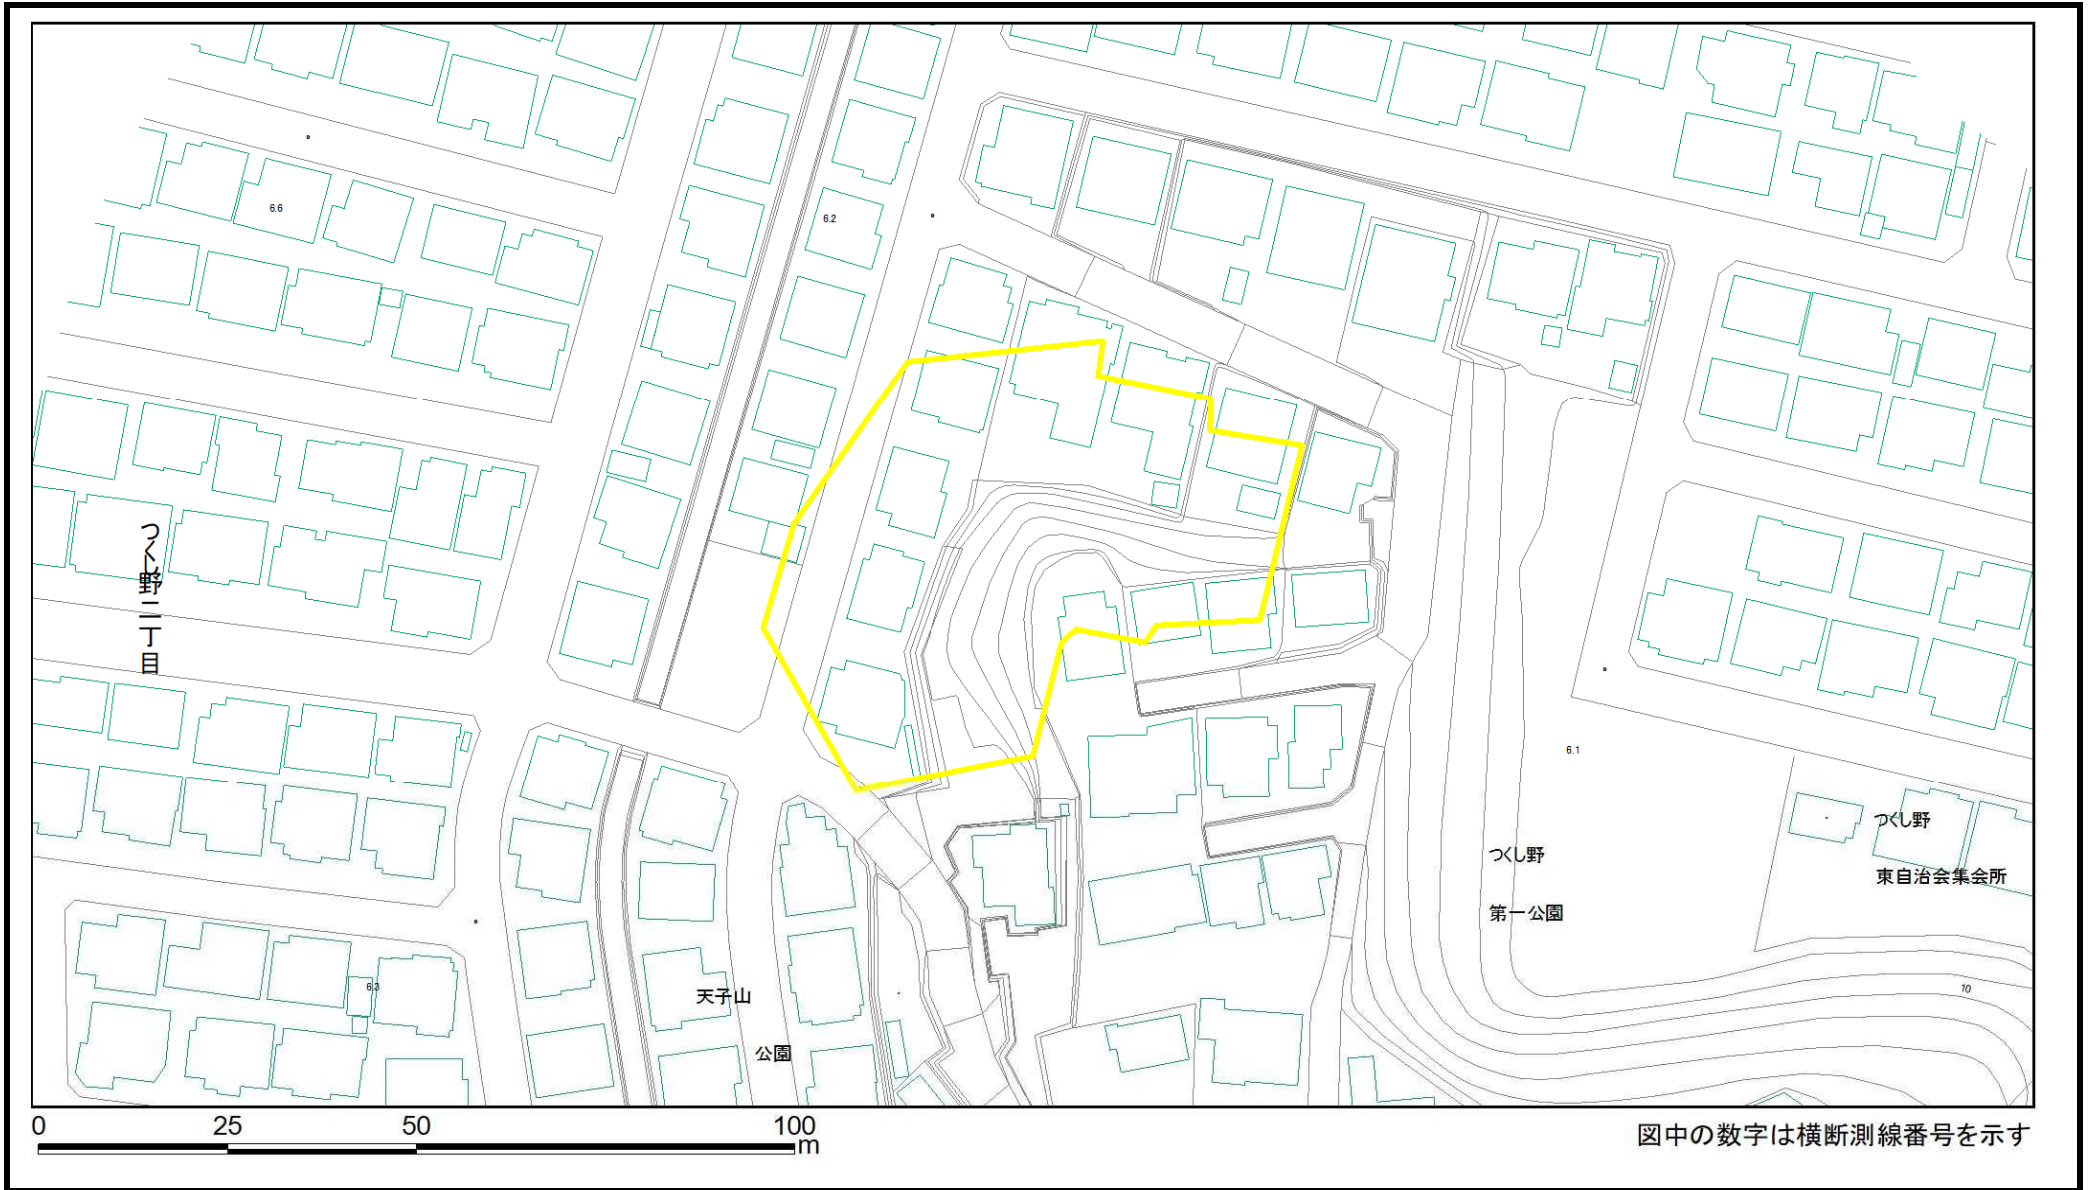 6.6
6.2
つくし野二丁目
6.1
つくし野
東自治会集会所
つくし野
第一公園
6.3
天子山
公園
10
0 25 50 100
m
図中の数字は横断測線番号を示す